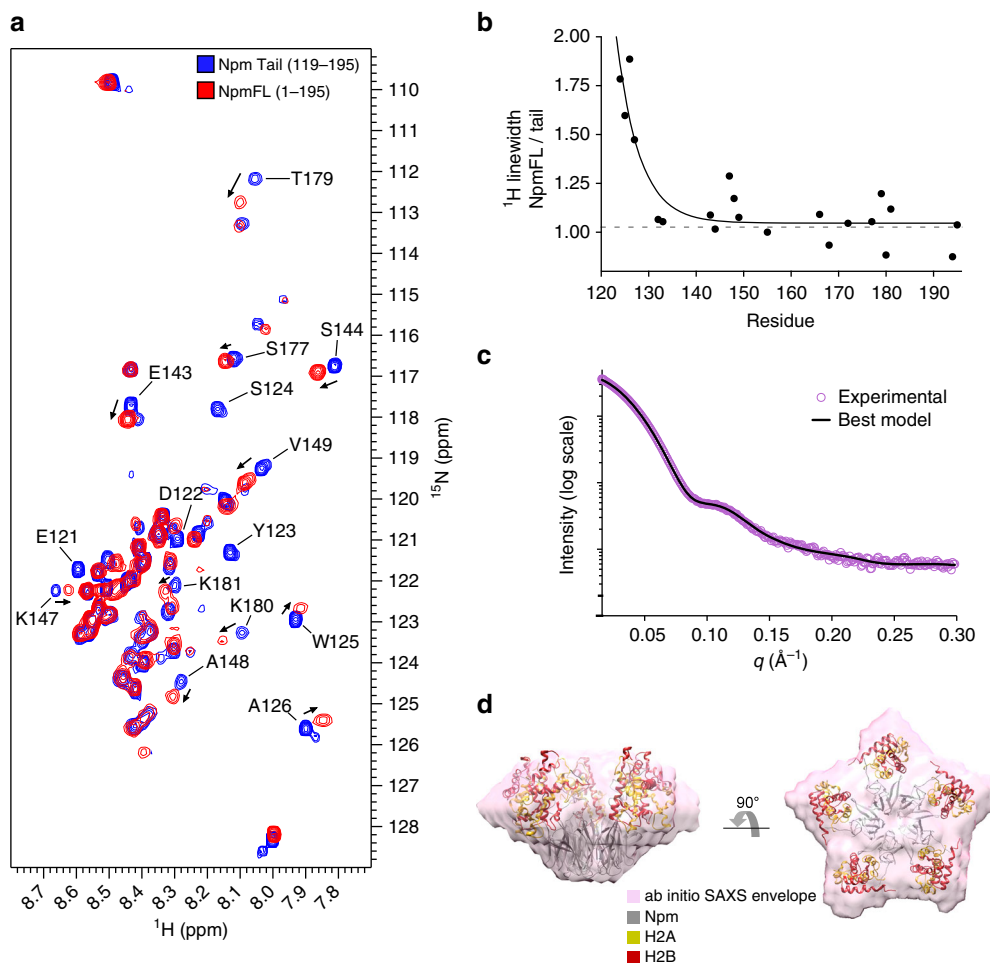 a
Npm Tail (119–195)
NpmFL (1–195)
T179
S177
S144
E143
S124
V149
D122
E121
Y123
K181
K147
K180
W125
A148
A126
110
111
112
113
115
116
117
118
119
120
121
122
123
124
125
126
128
¹⁵N (ppm)
8.7 8.6 8.5 8.4 8.3 8.2 8.1 8.0 7.9 7.8
¹H (ppm)
b
2.00
1.75
1.50
1.25
1.00
¹H linewidth
NpmFL / tail
120 130 140 150 160 170 180 190
Residue
c
Experimental
Best model
Intensity (log scale)
0.05 0.10 0.15 0.20 0.25 0.30
q (Å⁻¹)
d
90°
ab initio SAXS envelope
Npm
H2A
H2B